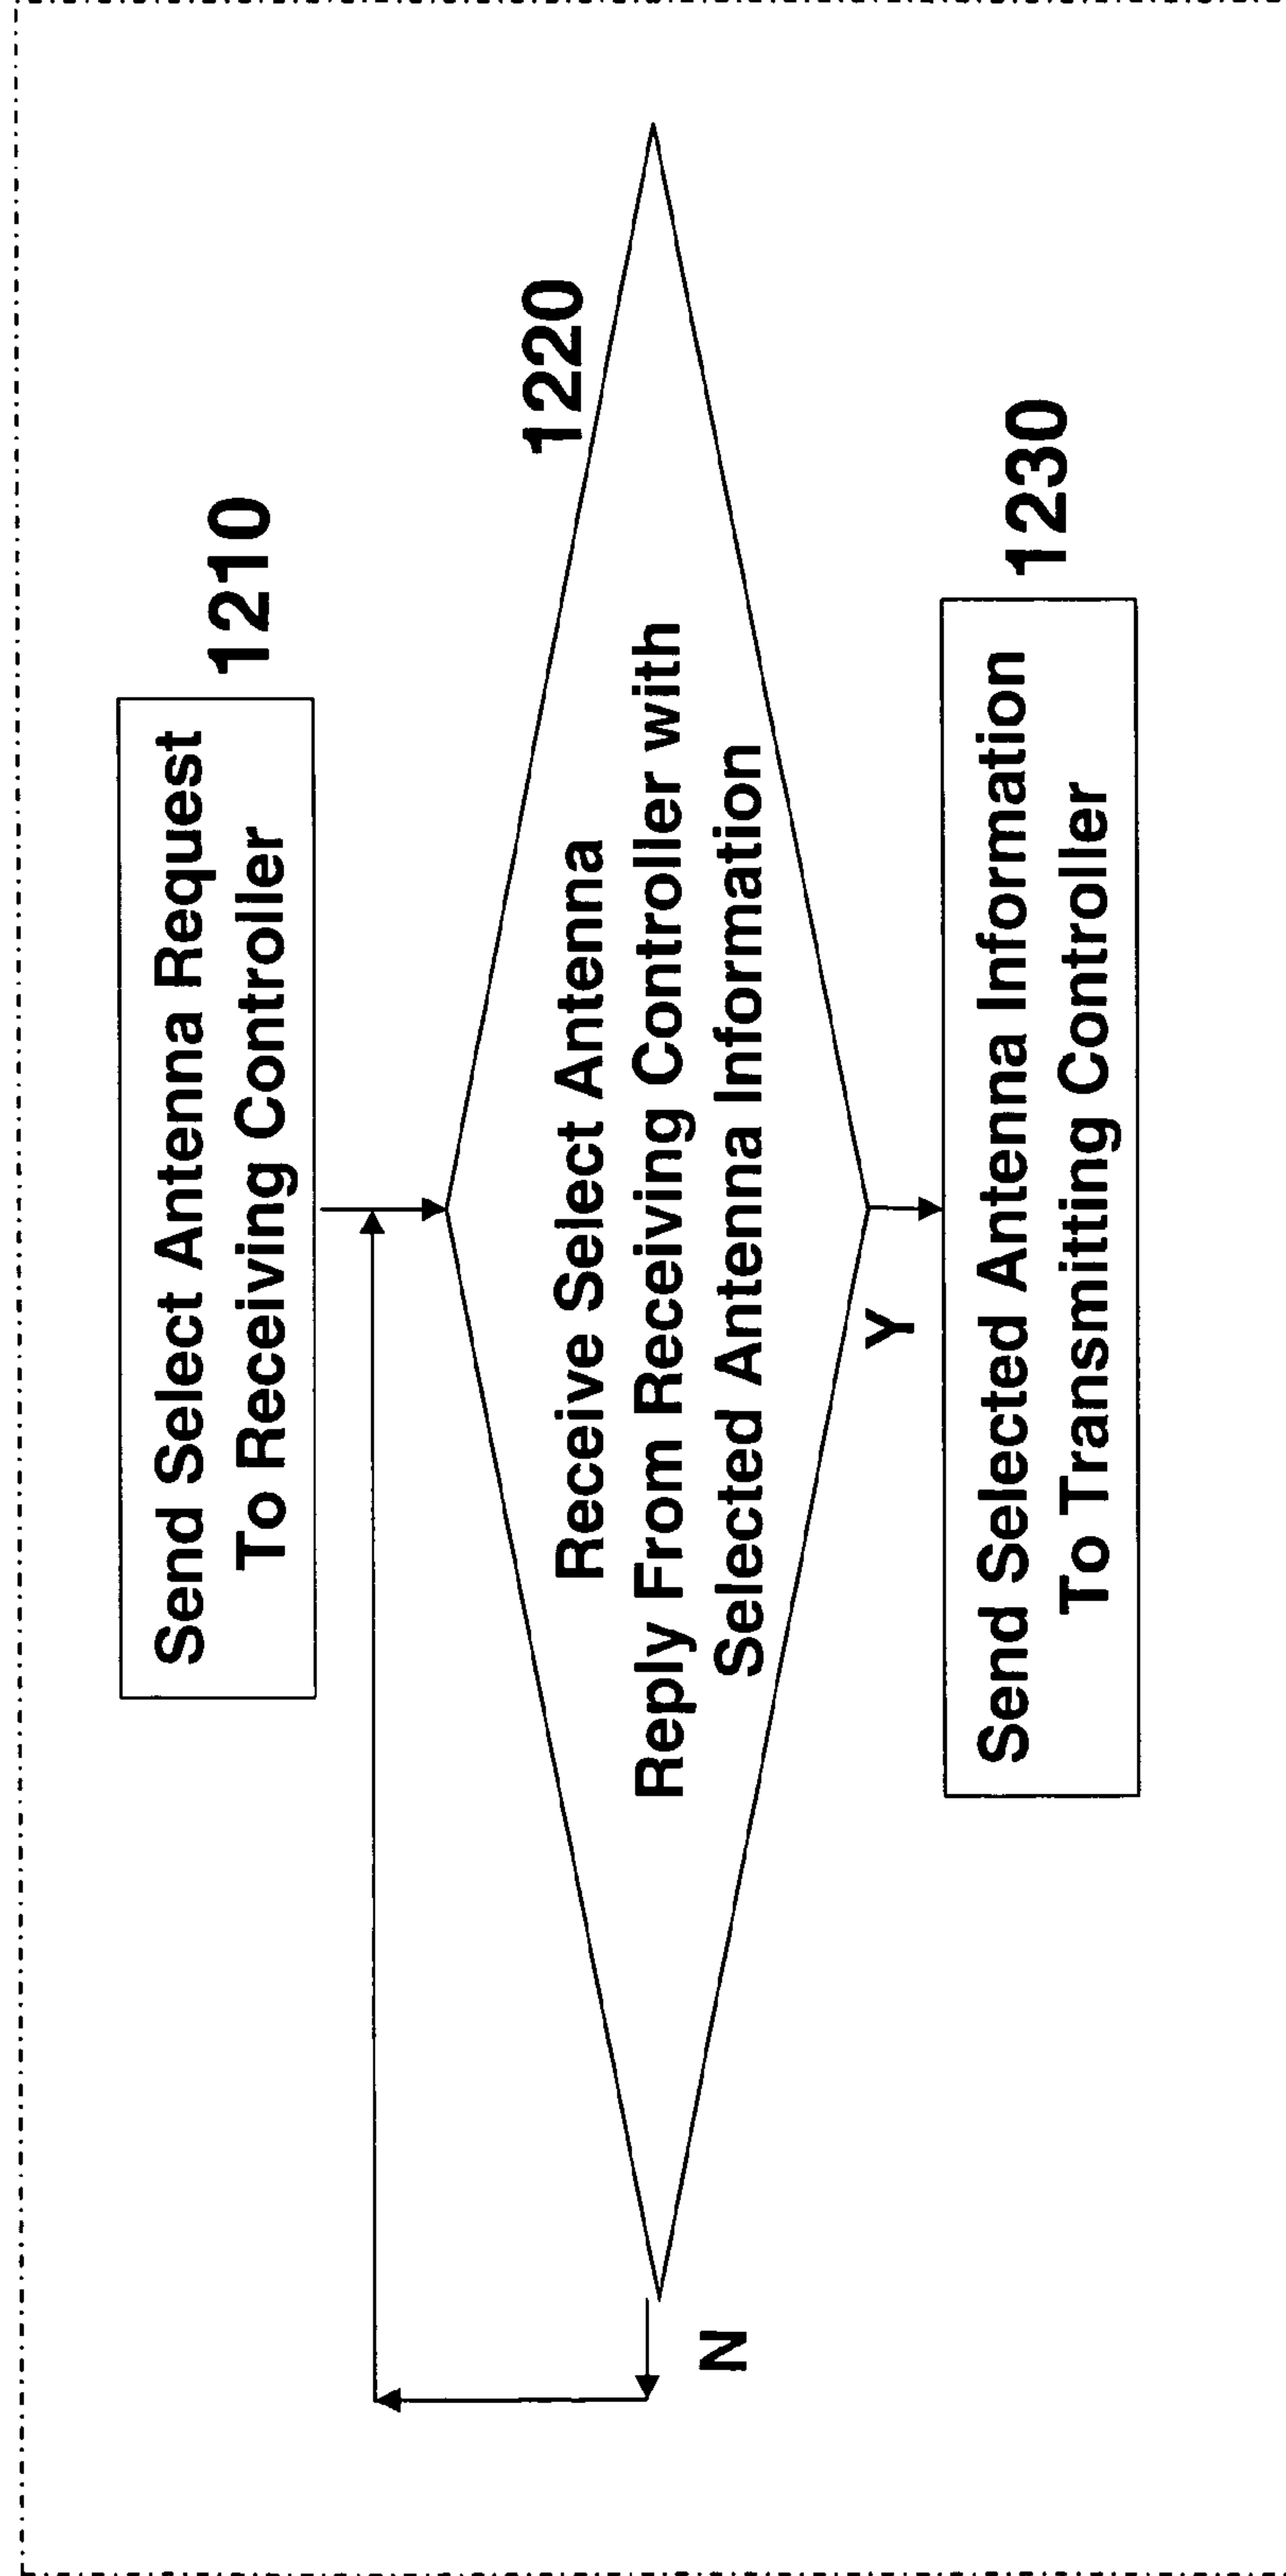 Send Select Antenna Request
To Receiving Controller
1210
Receive Select Antenna
Reply From Receiving Controller with
Selected Antenna Information
1220
N
Y
Send Selected Antenna Information
To Transmitting Controller
1230